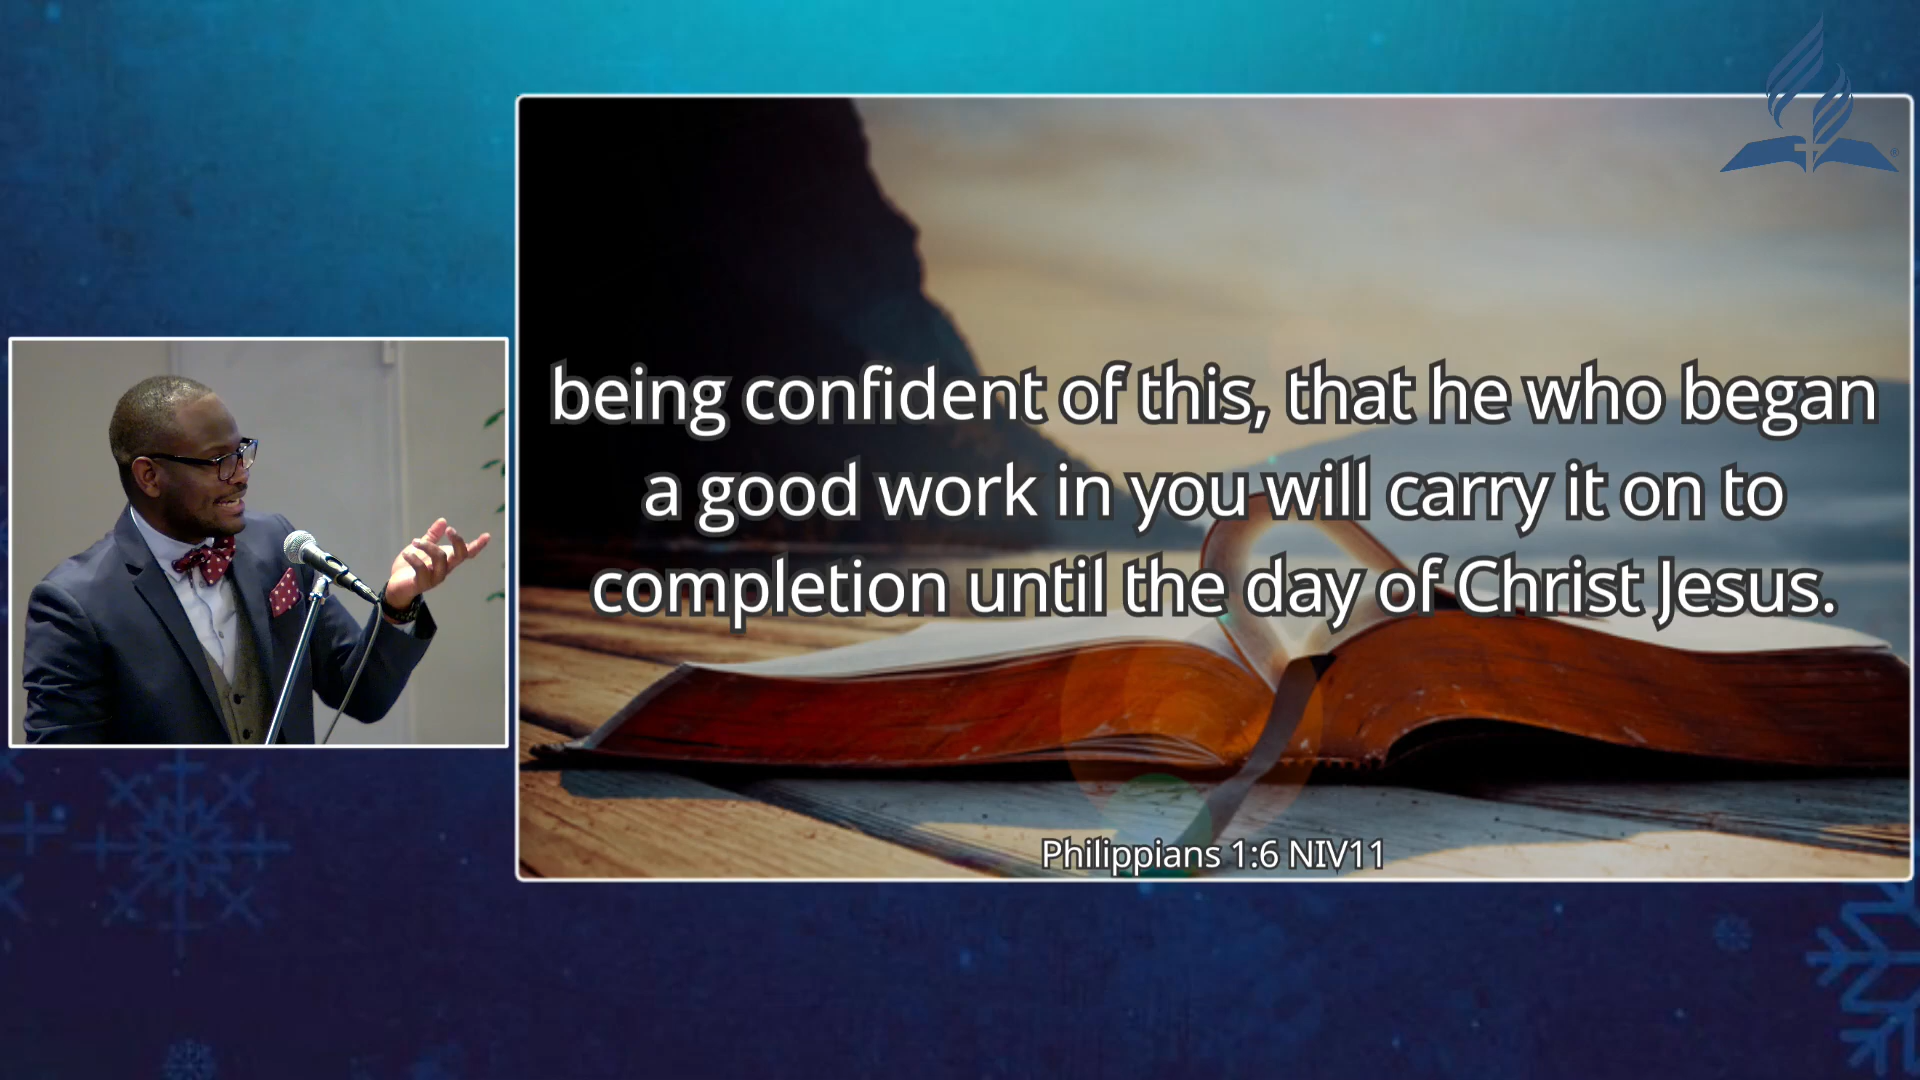 being confident of this, that he who began
a good work in you will carry it on to
completion until the day of Christ Jesus.
Philippians 1:6 NIV11